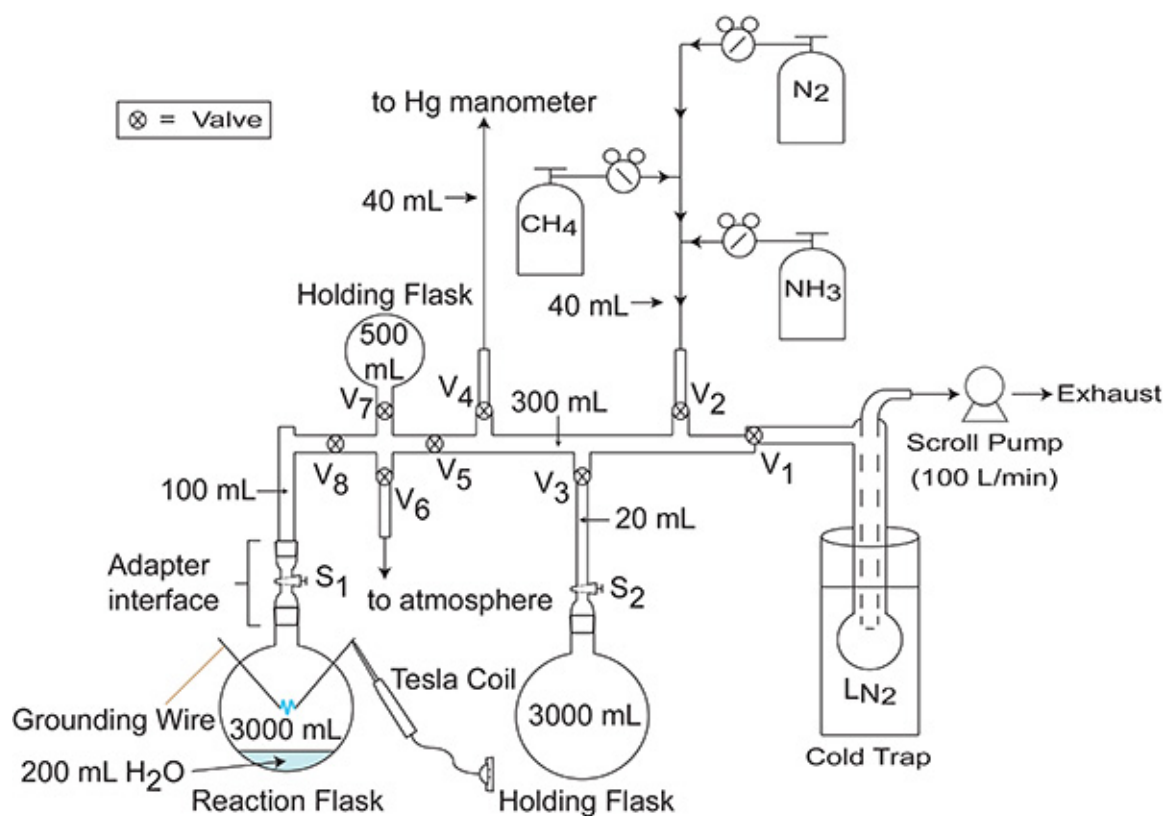 N2
to Hg manometer
⊗ = Valve
40 mL
CH4
NH3
40 mL
Holding Flask
500
mL
V7
V4
300 mL
V2
Exhaust
Scroll Pump
(100 L/min)
V8
V5
V3
V1
100 mL
V6
20 mL
Adapter
interface
S1
to atmosphere
S2
Tesla Coil
LN2
Grounding Wire
3000 mL
3000 mL
Cold Trap
200 mL H2O
Reaction Flask
Holding Flask